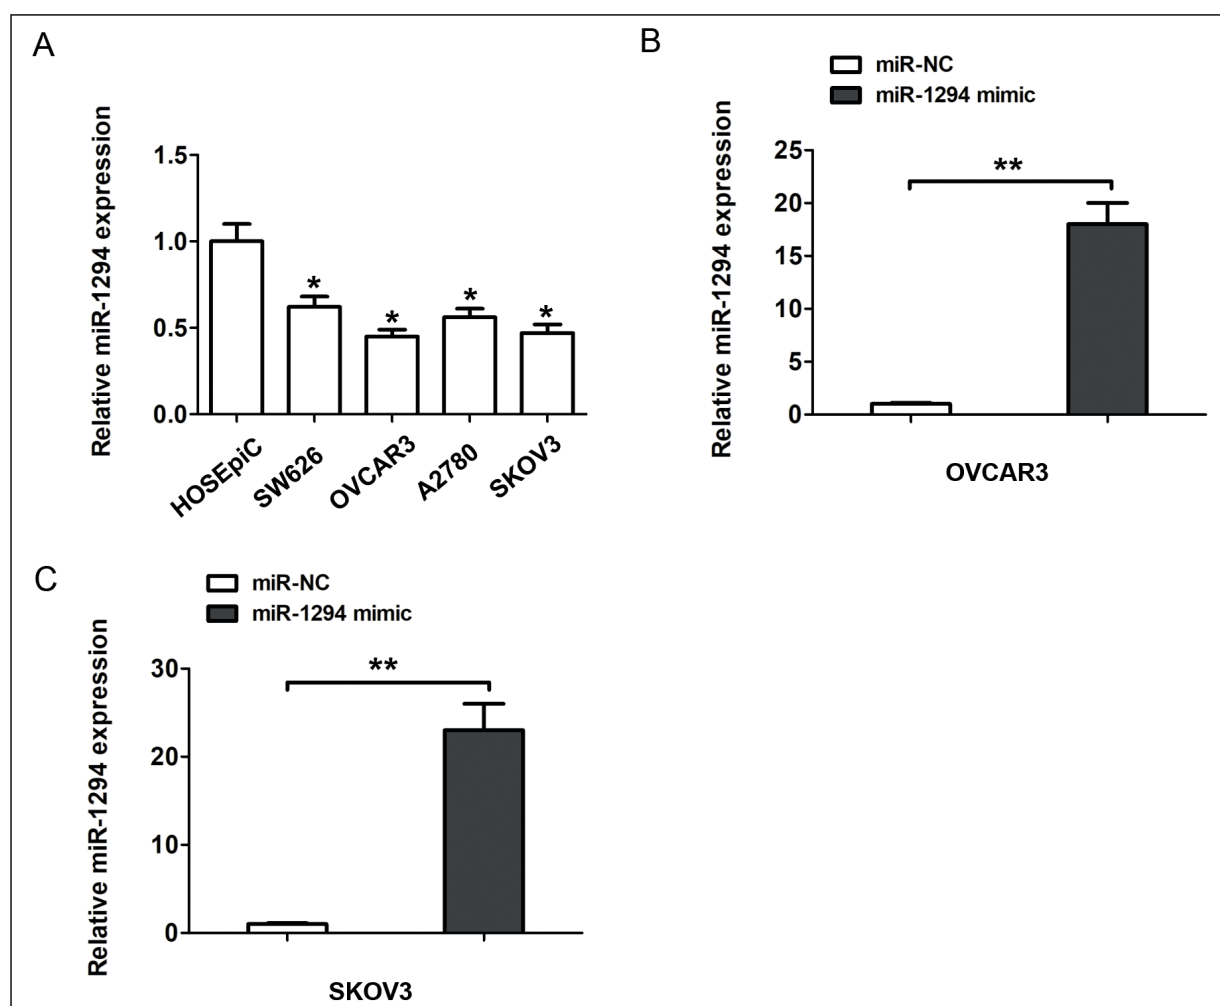 A
Relative miR-1294 expression
1.5
1.0
0.5
0.0
*
*
*
*
HOSEpiC
SW626
OVCAR3
A2780
SKOV3
B
miR-NC
miR-1294 mimic
Relative miR-1294 expression
25
20
15
10
5
0
**
OVCAR3
C
miR-NC
miR-1294 mimic
Relative miR-1294 expression
30
20
10
0
**
SKOV3